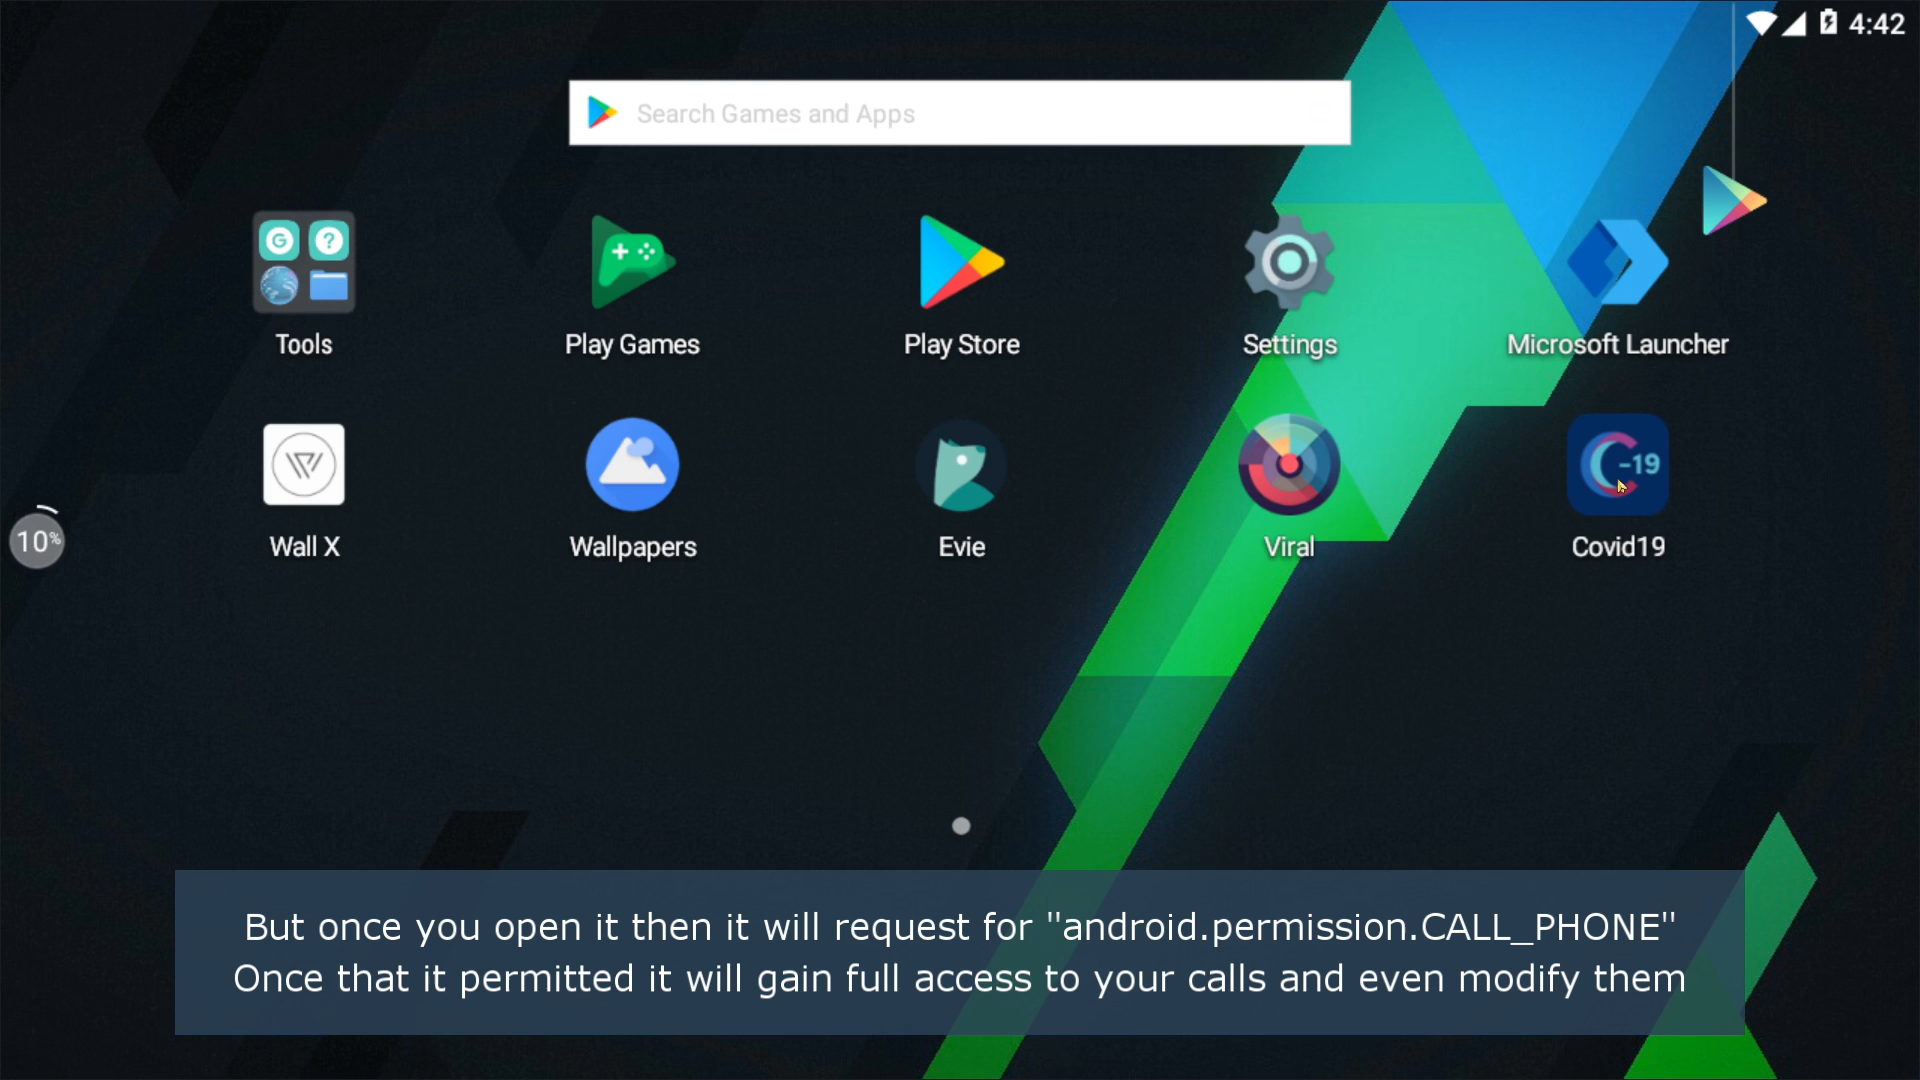 4:42
Search Games and Apps
Tools
Play Games
Play Store
Settings
Microsoft Launcher
-19
10%
Wall X
Wallpapers
Evie
Viral
Covid19
But once you open it then it will request for "android.permission.CALL_PHONE"
Once that it permitted it will gain full access to your calls and even modify them